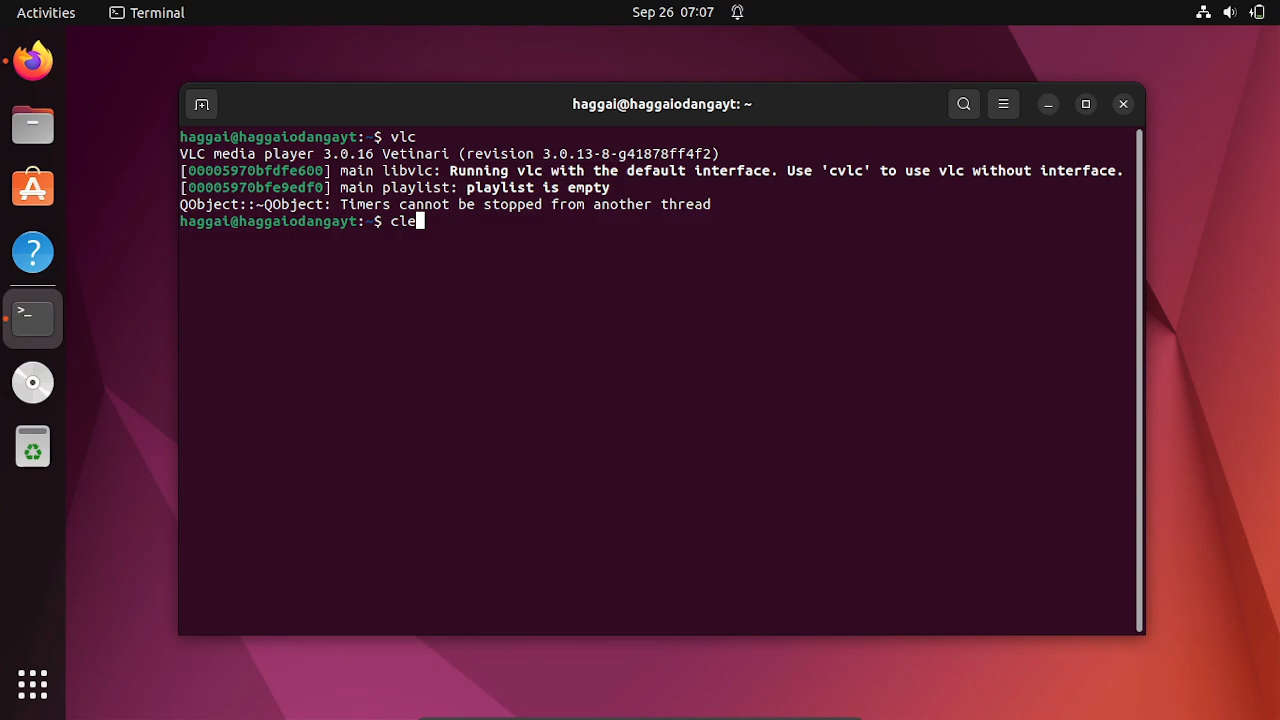 Activities
Terminal
Sep 26 07:07
haggai@haggaiodangayt: ~
haggai@haggaiodangayt:~$ vlc
VLC media player 3.0.16 Vetinari (revision 3.0.13-8-g41878ff4f2)
[00005970bfdfe600] main libvlc: Running vlc with the default interface. Use 'cvlc' to use vlc without interface.
[00005970bfe9edf0] main playlist: playlist is empty
QObject::~QObject: Timers cannot be stopped from another thread
haggai@haggaiodangayt:~$ cle